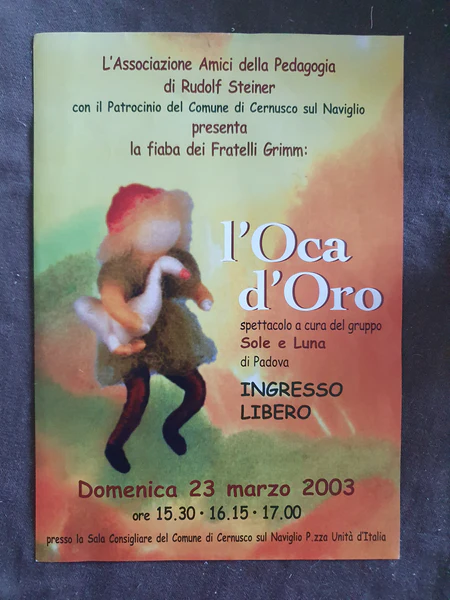 L'Associazione Amici della Pedagogia
di Rudolf Steiner
con il Patrocinio del Comune di Cernusco sul Naviglio
presenta
la fiaba dei Fratelli Grimm:
l'Oca
d'Oro
spettacolo a cura del gruppo
Sole e Luna
di Padova
INGRESSO
LIBERO
Domenica 23 marzo 2003
ore 15.30 • 16.15 • 17.00
presso la Sala Consigliare del Comune di Cernusco sul Naviglio P.zza Unità d'Italia